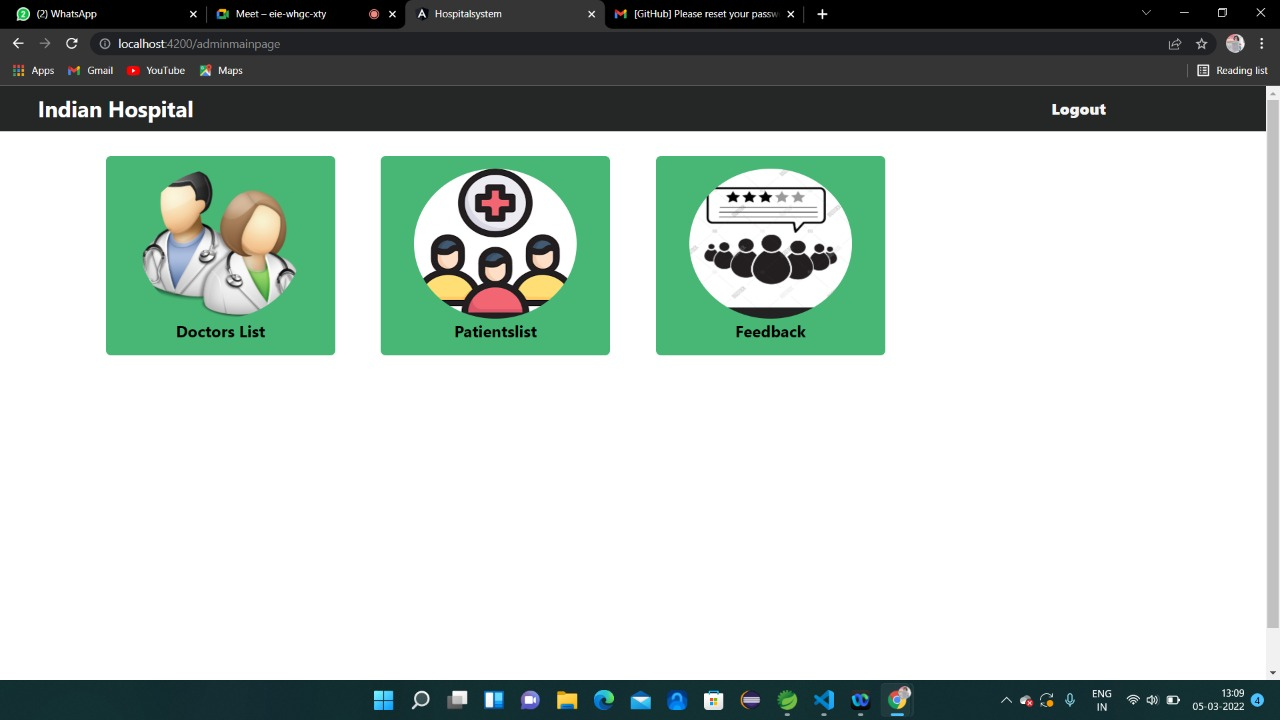 (2) WhatsApp
Meet – eie-whgc-xty
Hospitalsystem
[GitHub] Please reset your passw
localhost:4200/adminmainpage
Apps
Gmail
YouTube
Maps
Reading list
Indian Hospital
Logout
Doctors List
Patientslist
Feedback
ENG
IN
13:09
05-03-2022
4